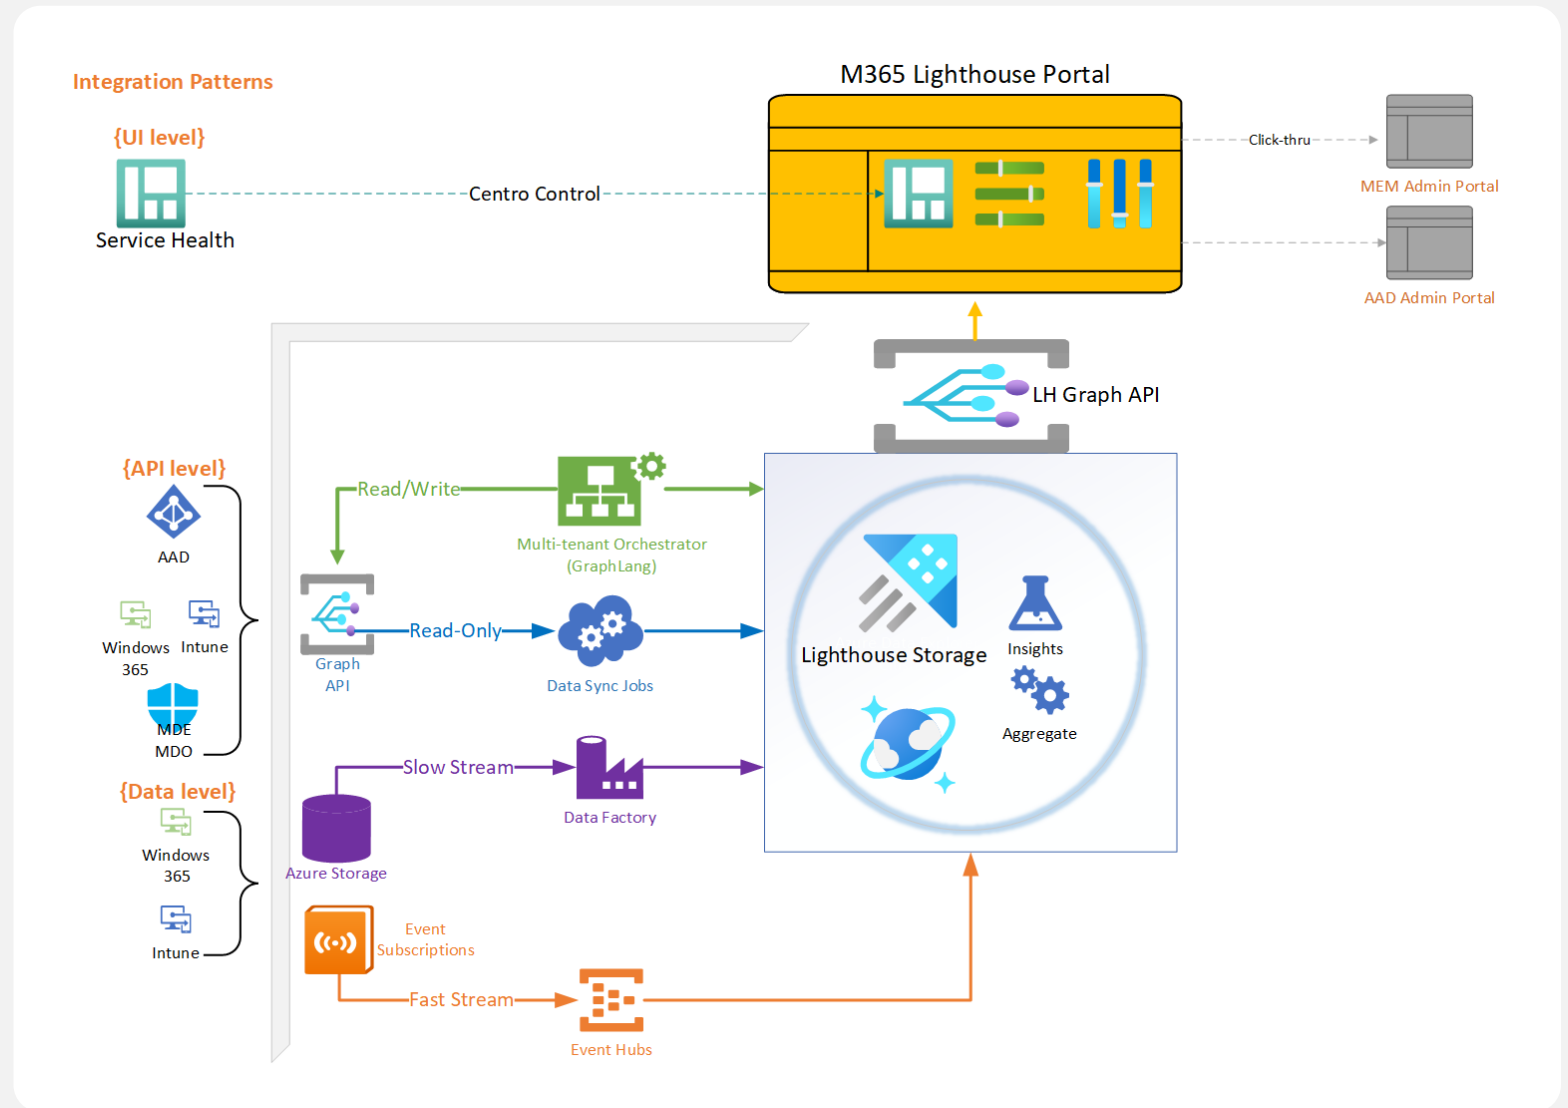 M365 Lighthouse Portal
Integration Patterns
{UI level}
Click-thru
MEM Admin Portal
Centro Control
Service Health
AAD Admin Portal
LH Graph API
{API level}
AAD
Windows
365
Intune
MDE
MDO
Read/Write
Multi-tenant Orchestrator
(GraphLang)
Graph
API
Read-Only
Data Sync Jobs
Lighthouse Storage
Insights
Aggregate
{Data level}
Windows
365
Intune
Slow Stream
Data Factory
Azure Storage
Event
Subscriptions
Fast Stream
Event Hubs